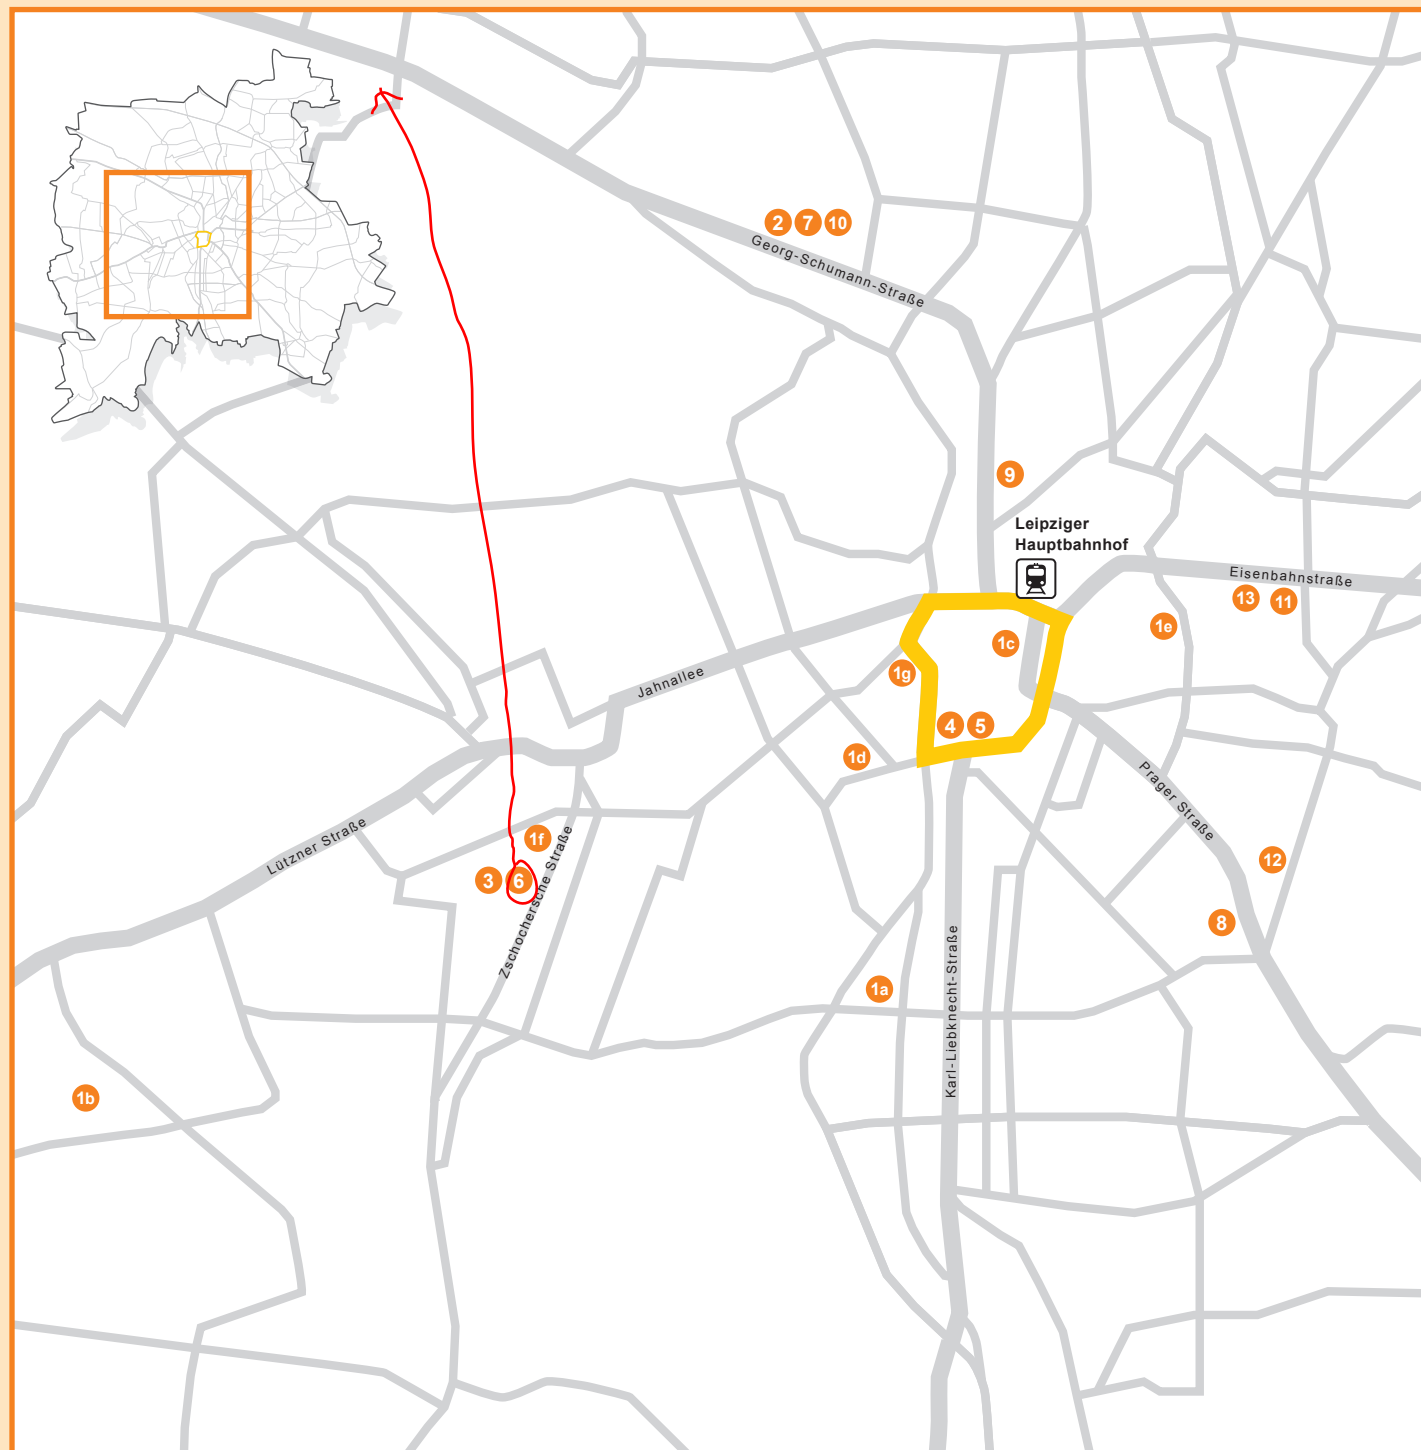 2 7 10
Georg-Schumann-Straße
9
Leipziger
Hauptbahnhof
Eisenbahnstraße
13 11
1e
1c
1g
Jahnallee
4 5
1d
Prager Straße
Lützner Straße
1f
Zschochersche Straße
3 6
12
8
Karl-Liebknecht-Straße
1a
1b